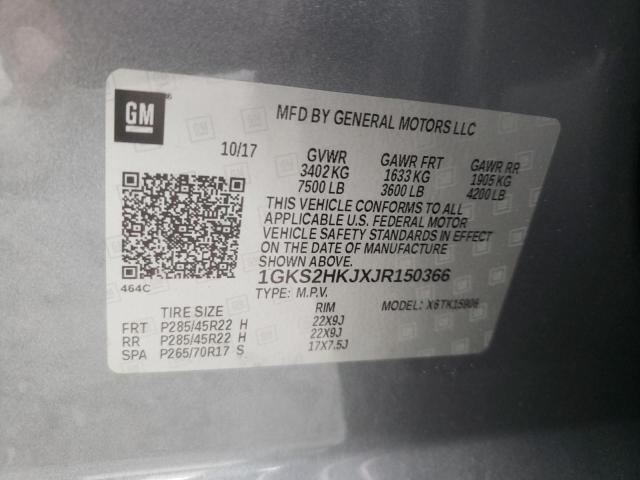 GM
MFD BY GENERAL MOTORS LLC
10/17 GVWR GAWR FRT GAWR RR
3402 KG 1633 KG 1905 KG
7500 LB 3600 LB 4200 LB
THIS VEHICLE CONFORMS TO ALL
APPLICABLE U.S. FEDERAL MOTOR
VEHICLE SAFETY STANDARDS IN EFFECT
ON THE DATE OF MANUFACTURE
SHOWN ABOVE.
1GKS2HKJXJR150366
464C
TYPE: M.P.V. MODEL: X6TK15906
TIRE SIZE RIM
FRT P285/45R22 H 22X9J
RR P285/45R22 H 22X9J
SPA P265/70R17 S 17X7.5J